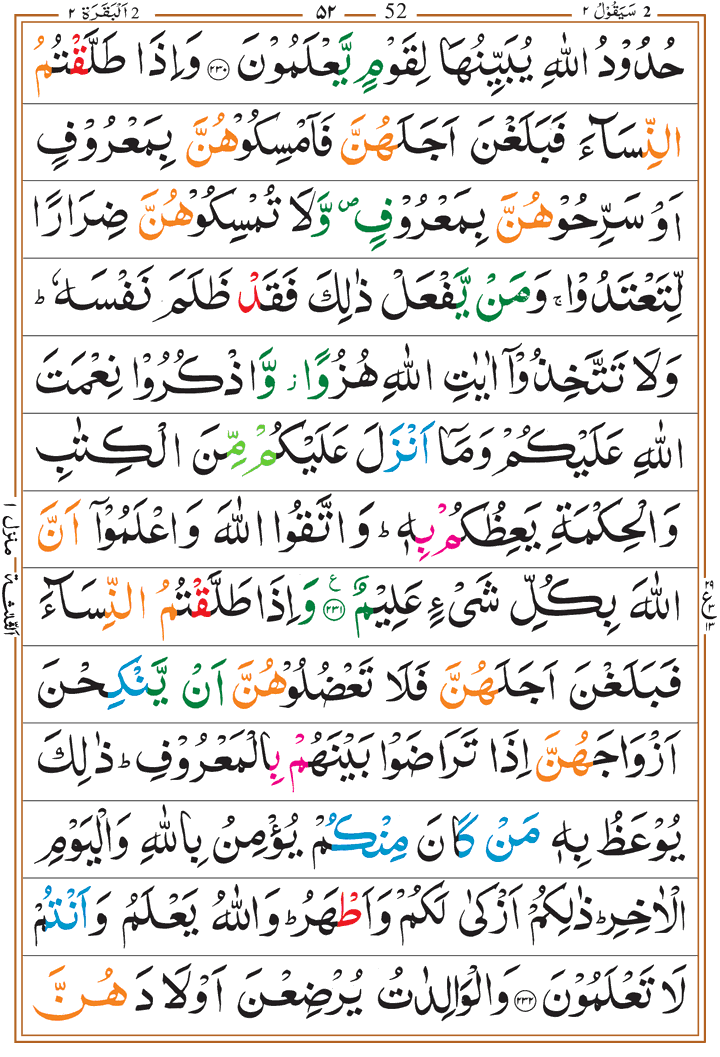 2 سَيَقُوْلُ ٢ 52 ٥٢ 2 اَلْبَقَرَة ٢
حُدُوْدُ اللّٰهِ يُبَيِّنُهَا لِقَوْمٍ يَّعْلَمُوْنَ ۝٢٣٠ وَاِذَا طَلَّقْتُمُ
النِّسَآءَ فَبَلَغْنَ اَجَلَهُنَّ فَاَمْسِكُوْهُنَّ بِمَعْرُوْفٍ
اَوْ سَرِّحُوْهُنَّ بِمَعْرُوْفٍ ۪ وَّلَا تُمْسِكُوْهُنَّ ضِرَارًا
لِّتَعْتَدُوْا ۚ وَمَنْ يَّفْعَلْ ذٰلِكَ فَقَدْ ظَلَمَ نَفْسَهٗ ؕ
وَلَا تَتَّخِذُوْۤا اٰيٰتِ اللّٰهِ هُزُوًا ؗ وَّاذْكُرُوْا نِعْمَتَ
اللّٰهِ عَلَيْكُمْ وَمَاۤ اَنْزَلَ عَلَيْكُمْ مِّنَ الْكِتٰبِ
وَالْحِكْمَةِ يَعِظُكُمْ بِهٖ ؕ وَاتَّقُوا اللّٰهَ وَاعْلَمُوْۤا اَنَّ
اللّٰهَ بِكُلِّ شَيْءٍ عَلِيْمٌ ۝٢٣١ ع وَاِذَا طَلَّقْتُمُ النِّسَآءَ
فَبَلَغْنَ اَجَلَهُنَّ فَلَا تَعْضُلُوْهُنَّ اَنْ يَّنْكِحْنَ
اَزْوَاجَهُنَّ اِذَا تَرَاضَوْا بَيْنَهُمْ بِالْمَعْرُوْفِ ؕ ذٰلِكَ
يُوْعَظُ بِهٖ مَنْ كَانَ مِنْكُمْ يُؤْمِنُ بِاللّٰهِ وَالْيَوْمِ
الْاٰخِرِ ؕ ذٰلِكُمْ اَزْكٰى لَكُمْ وَاَطْهَرُ ؕ وَاللّٰهُ يَعْلَمُ وَاَنْتُمْ
لَا تَعْلَمُوْنَ ۝٢٣٢ وَالْوَالِدٰتُ يُرْضِعْنَ اَوْلَادَهُنَّ
منزل ١
اَلثَّلٰثَة